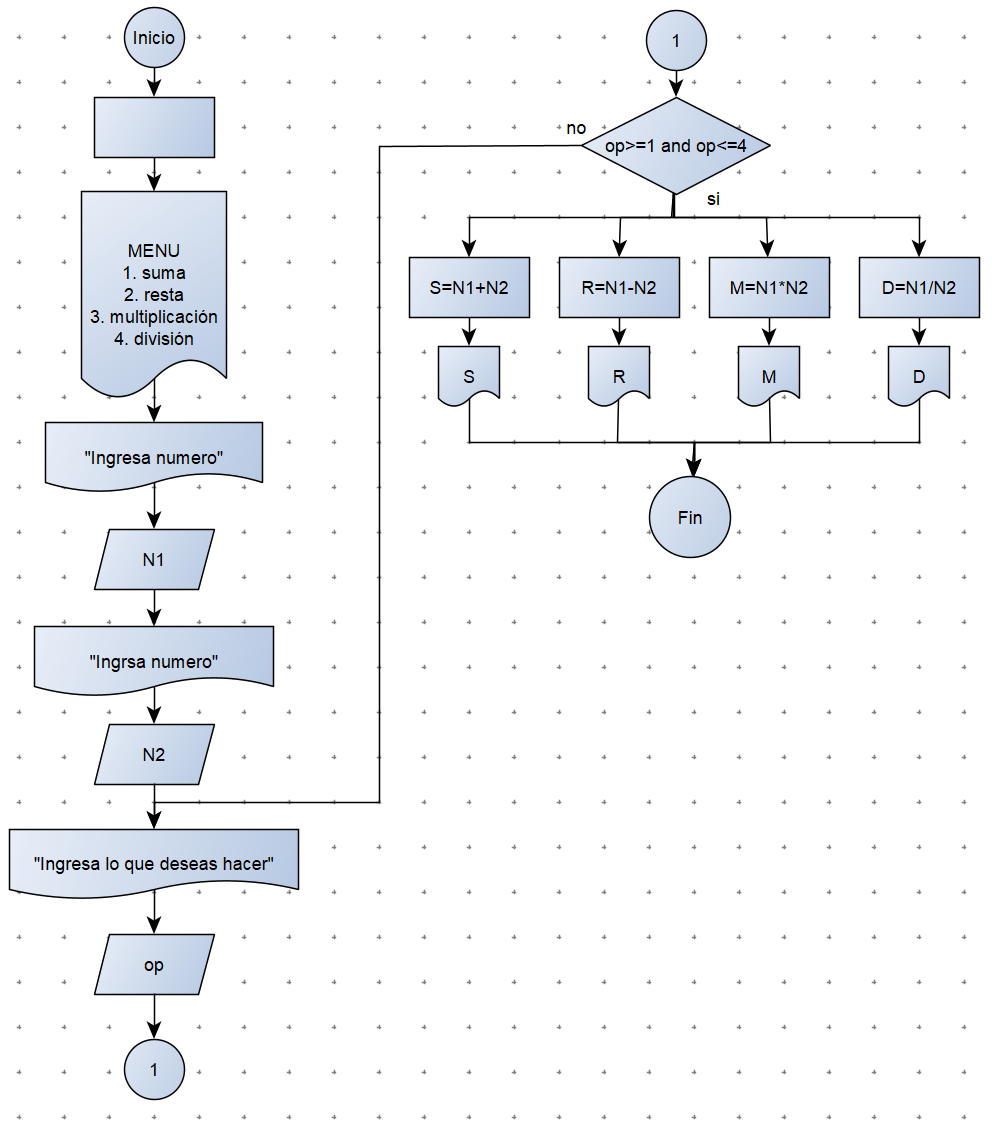 Inicio
MENU
1. suma
2. resta
3. multiplicación
4. división
"Ingresa numero"
N1
"Ingrsa numero"
N2
"Ingresa lo que deseas hacer"
op
1
1
no
op>=1 and op<=4
si
S=N1+N2
R=N1-N2
M=N1*N2
D=N1/N2
S
R
M
D
Fin